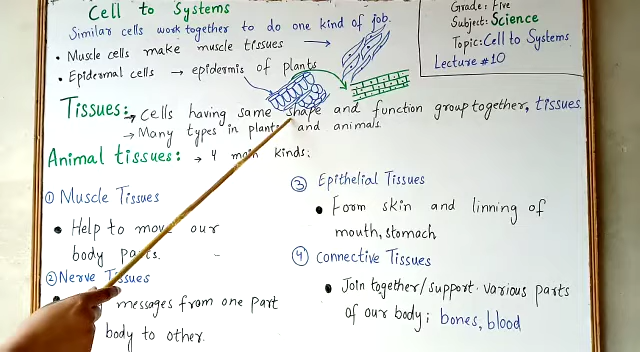 Cell to Systems
Similar cells work together to do one kind of job.
• Muscle cells make muscle tissues →
• Epidermal cells → epidermis of plants
Grade: Five
Subject: Science
Topic: Cell to Systems
Lecture #10
Tissues: → Cells having same shape and function group together, tissues.
→ Many types in plants and animals.
Animal tissues: → 4 main kinds:
① Muscle Tissues
• Help to move our
body parts.
② Nerve Tissues
messages from one part
body to other.
③ Epithelial Tissues
• Form skin and linning of
mouth, stomach
④ Connective Tissues
• Join together/support various parts
of our body; bones, blood